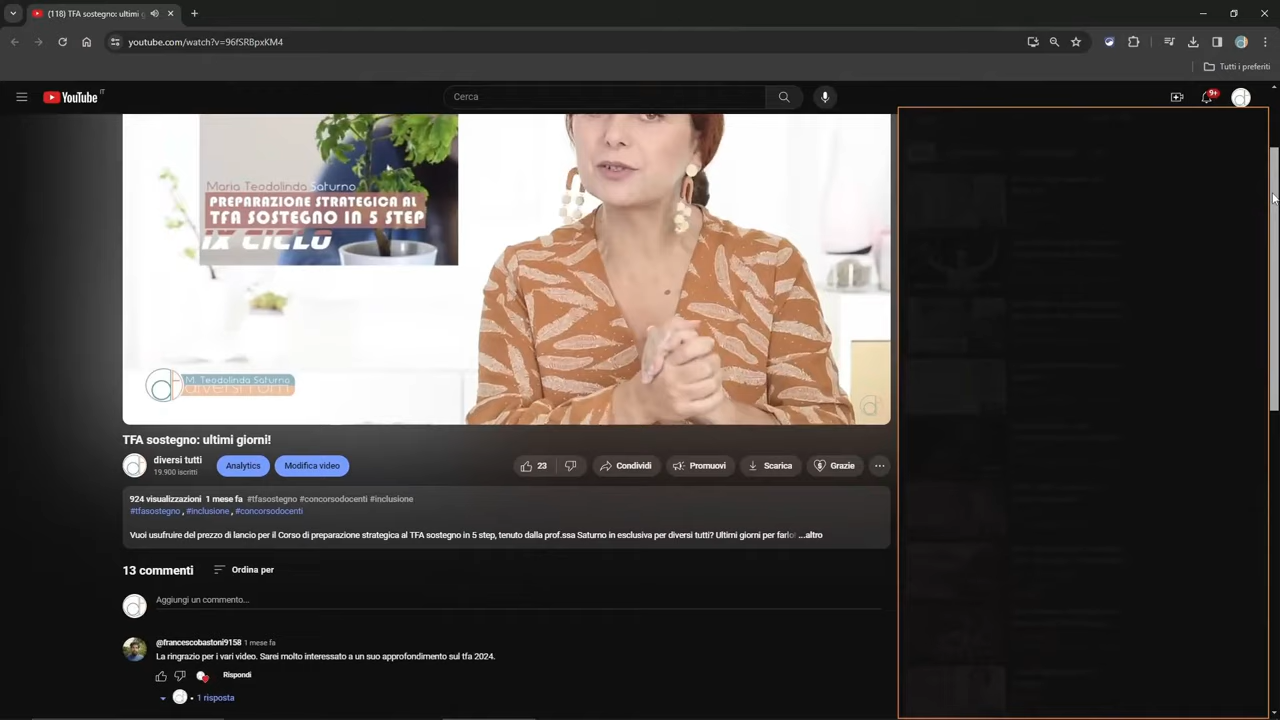 (118) TFA sostegno: ultimi g
youtube.com/watch?v=96fSRBpxKM4
Tutti i preferiti
YouTube IT
Cerca
9+
Maria Teodolinda Saturno
PREPARAZIONE STRATEGICA AL
TFA SOSTEGNO IN 5 STEP
IX CICLO
M. Teodolinda Saturno
diversitutti
TFA sostegno: ultimi giorni!
diversi tutti
19.900 iscritti
Analytics
Modifica video
23
Condividi
Promuovi
Scarica
Grazie
924 visualizzazioni 1 mese fa #tfasostegno #concorsodocenti #inclusione
#tfasostegno , #inclusione , #concorsodocenti
Vuoi usufruire del prezzo di lancio per il Corso di preparazione strategica al TFA sostegno in 5 step, tenuto dalla prof.ssa Saturno in esclusiva per diversi tutti? Ultimi giorni per farlo! ...altro
13 commenti
Ordina per
Aggiungi un commento...
@francescobastoni9158 1 mese fa
La ringrazio per i vari video. Sarei molto interessato a un suo approfondimento sul tfa 2024.
Rispondi
1 risposta